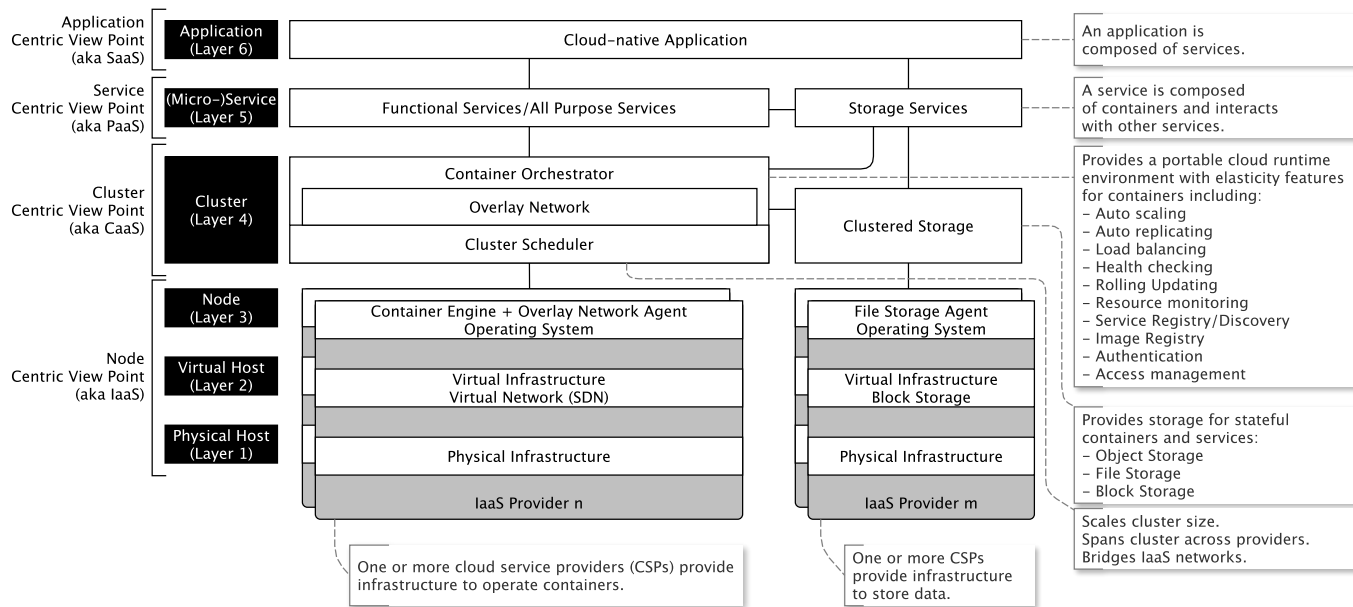 Application
Centric View Point
(aka SaaS)
Application
(Layer 6)
Cloud-native Application
An application is
composed of services.
Service
Centric View Point
(aka PaaS)
(Micro-)Service
(Layer 5)
Functional Services/All Purpose Services
Storage Services
A service is composed
of containers and interacts
with other services.
Cluster
Centric View Point
(aka CaaS)
Cluster
(Layer 4)
Container Orchestrator
Overlay Network
Cluster Scheduler
Clustered Storage
Provides a portable cloud runtime
environment with elasticity features
for containers including:
– Auto scaling
– Auto replicating
– Load balancing
– Health checking
– Rolling Updating
– Resource monitoring
– Service Registry/Discovery
– Image Registry
– Authentication
– Access management
Node
Centric View Point
(aka IaaS)
Node
(Layer 3)
Container Engine + Overlay Network Agent
Operating System
File Storage Agent
Operating System
Virtual Host
(Layer 2)
Virtual Infrastructure
Virtual Network (SDN)
Virtual Infrastructure
Block Storage
Physical Host
(Layer 1)
Physical Infrastructure
Physical Infrastructure
IaaS Provider n
IaaS Provider m
Provides storage for stateful
containers and services:
– Object Storage
– File Storage
– Block Storage
Scales cluster size.
Spans cluster across providers.
Bridges IaaS networks.
One or more cloud service providers (CSPs) provide
infrastructure to operate containers.
One or more CSPs
provide infrastructure
to store data.